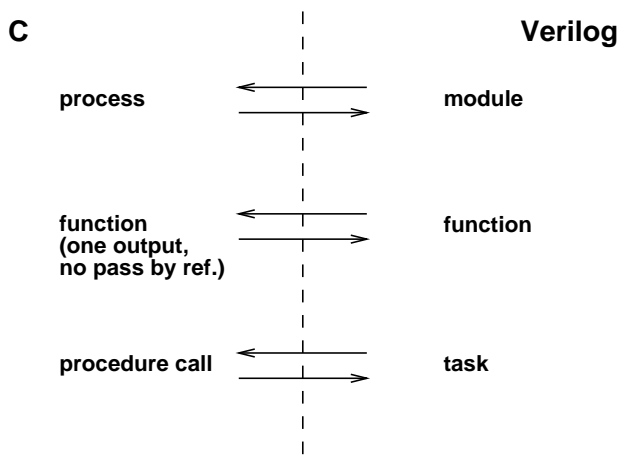 C Verilog
process module
function function
(one output,
no pass by ref.)
procedure call task